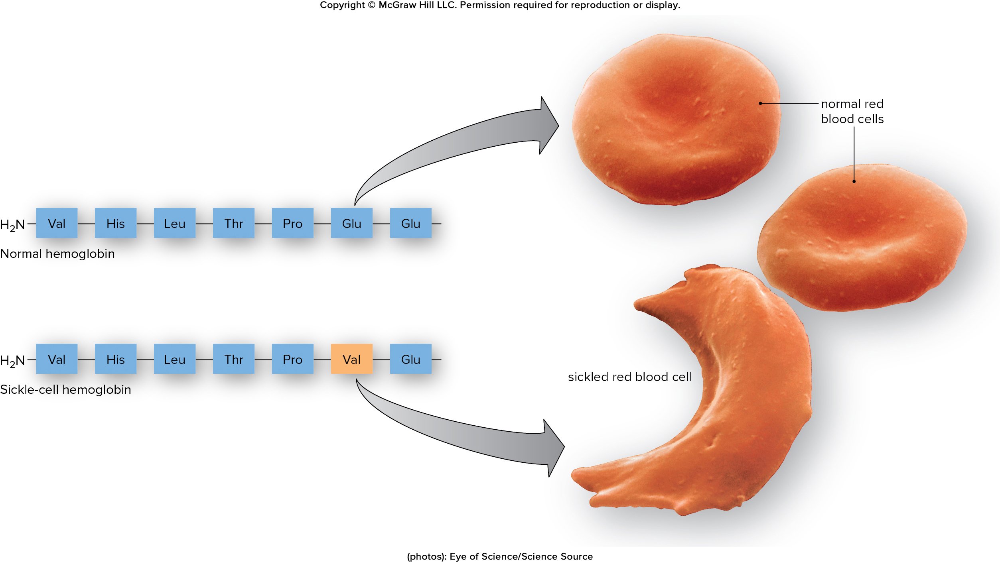 Copyright © McGraw Hill LLC. Permission required for reproduction or display.
normal red
blood cells
H₂N Val His Leu Thr Pro Glu Glu
Normal hemoglobin
H₂N Val His Leu Thr Pro Val Glu
Sickle-cell hemoglobin
sickled red blood cell
(photos): Eye of Science/Science Source